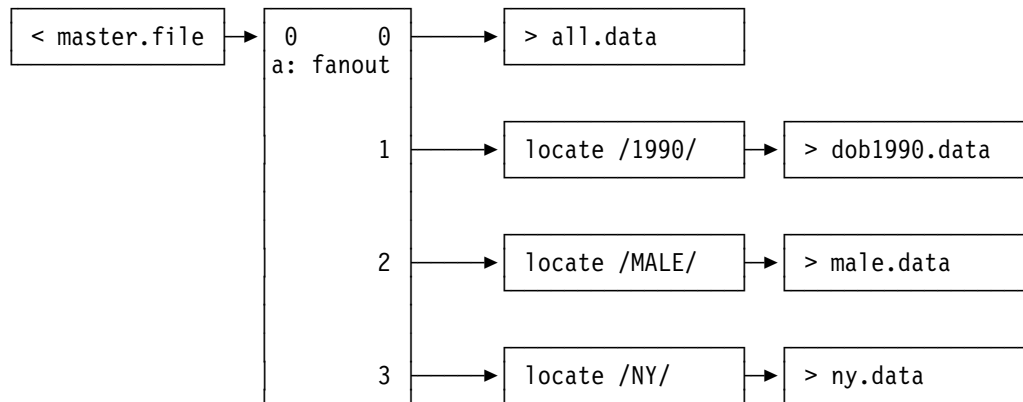 < master.file 0 0 > all.data
a: fanout
1 locate /1990/ > dob1990.data
2 locate /MALE/ > male.data
3 locate /NY/ > ny.data